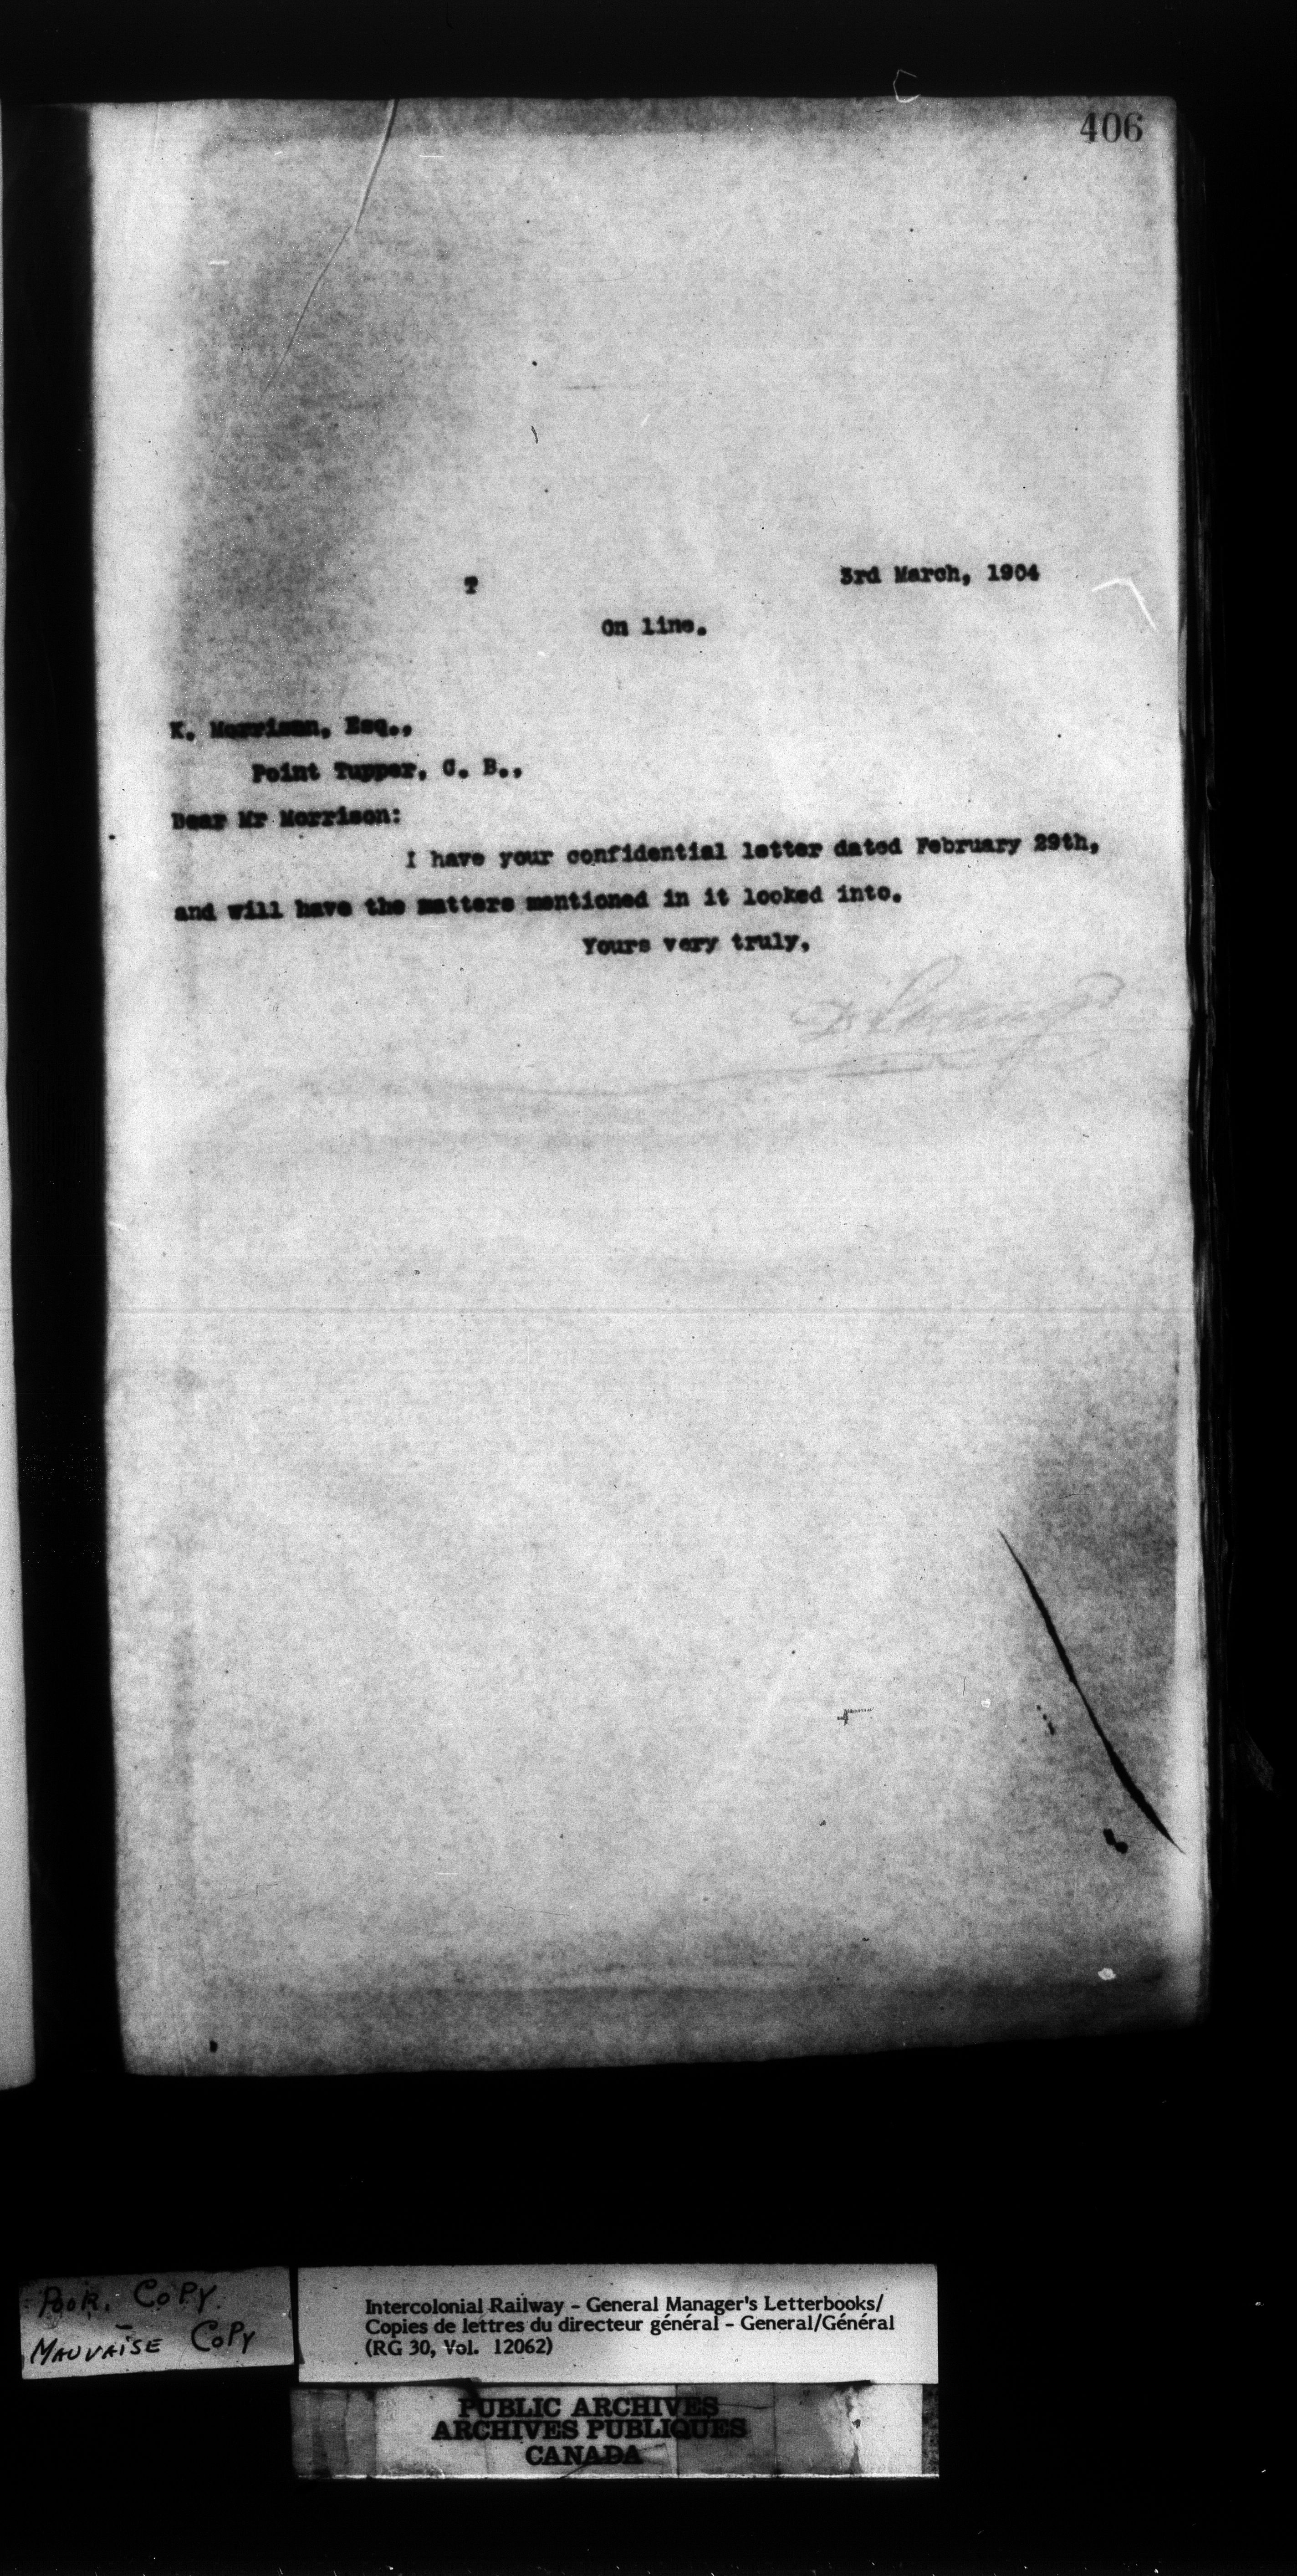 406
T
3rd March, 1904
On line.
K. Morrison, Esq.,
Point Tupper, C. B.,
Dear Mr Morrison:
I have your confidential letter dated February 29th,
and will have the matters mentioned in it looked into.
Yours very truly,
POOR. COPY.
MAUVAISE COPY
Intercolonial Railway - General Manager's Letterbooks/
Copies de lettres du directeur général - General/Général
(RG 30, Vol. 12062)
PUBLIC ARCHIVES
ARCHIVES PUBLIQUES
CANADA